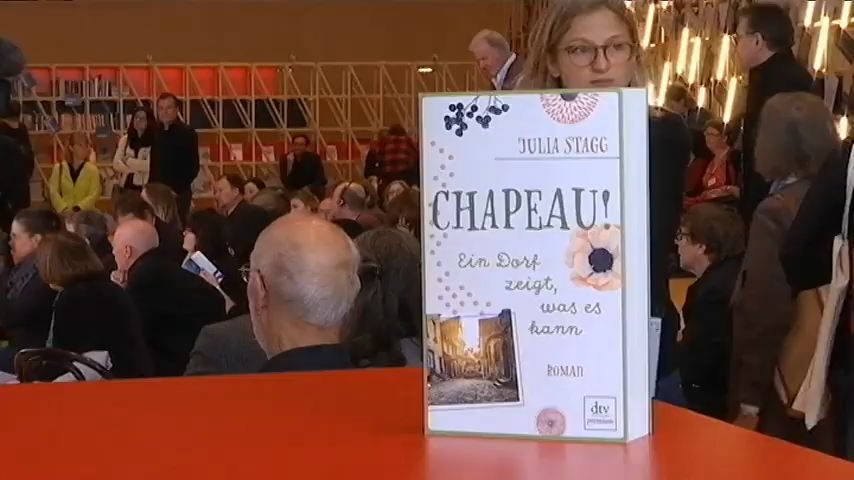 JULIA STAGG
CHAPEAU!
Ein Dorf
zeigt,
was es
kann
ROMAN
dtv
premium